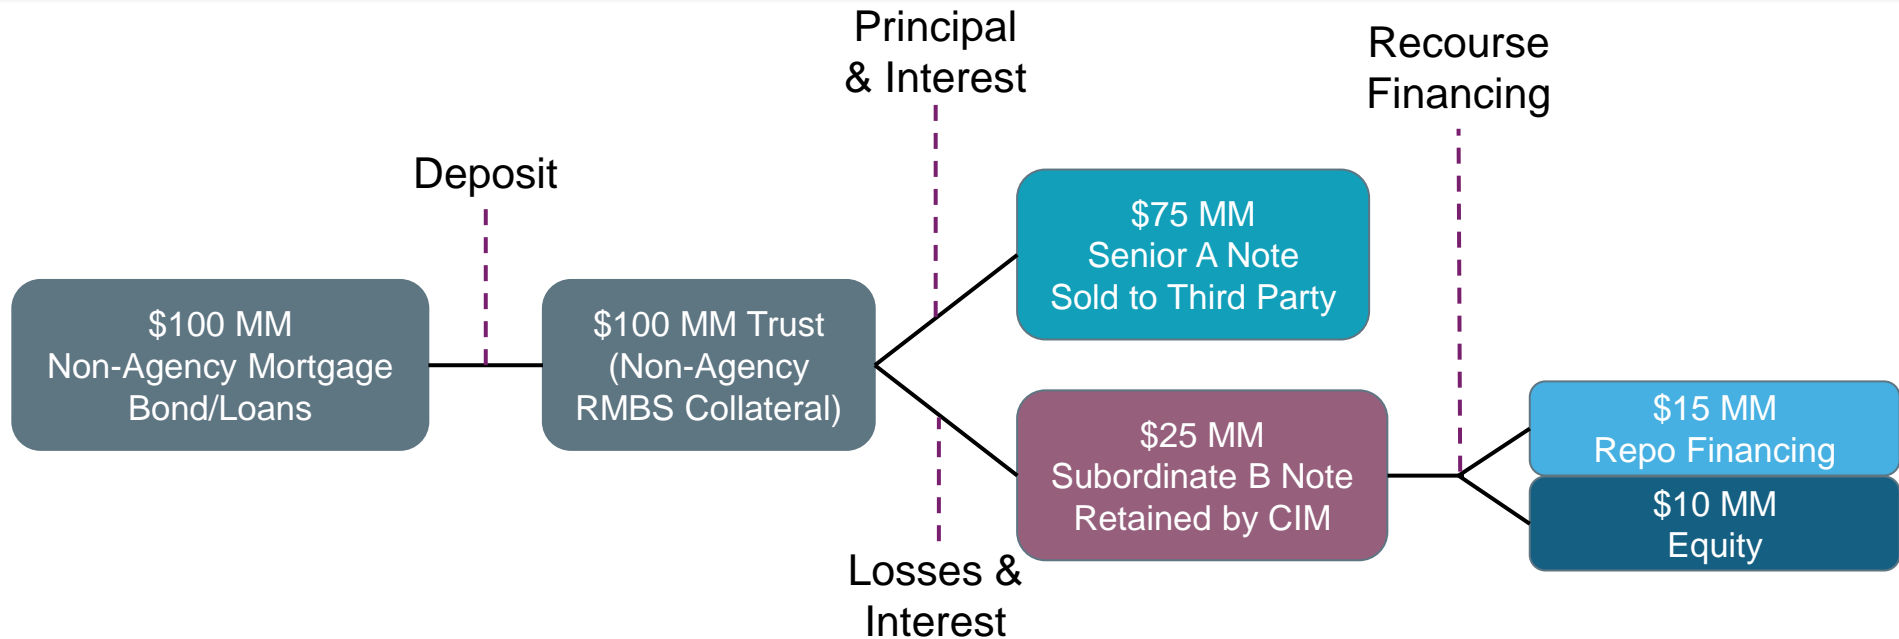 Principal
& Interest
Recourse
Financing
Deposit
$100 MM
Non-Agency Mortgage
Bond/Loans
$100 MM Trust
(Non-Agency
RMBS Collateral)
$75 MM
Senior A Note
Sold to Third Party
$25 MM
Subordinate B Note
Retained by CIM
$15 MM
Repo Financing
$10 MM
Equity
Losses &
Interest